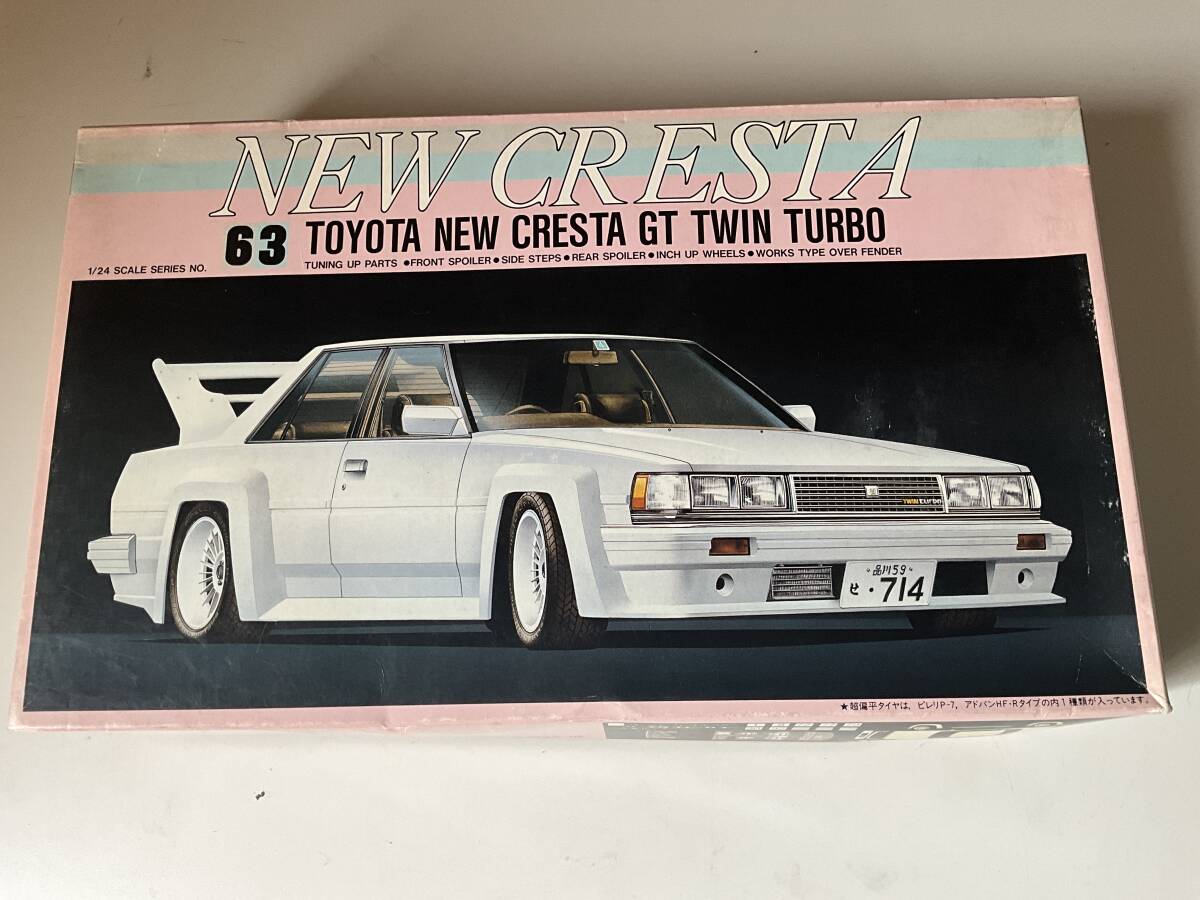 NEW CRESTA
1/24 SCALE SERIES NO. 63 TOYOTA NEW CRESTA GT TWIN TURBO
TUNING UP PARTS ●FRONT SPOILER●SIDE STEPS●REAR SPOILER●INCH UP WHEELS●WORKS TYPE OVER FENDER
TWIN turbo
品川59
せ・714
★超偏平タイヤは、ピレリP-7，アドバンHF・Rタイプの内1種類が入っています。